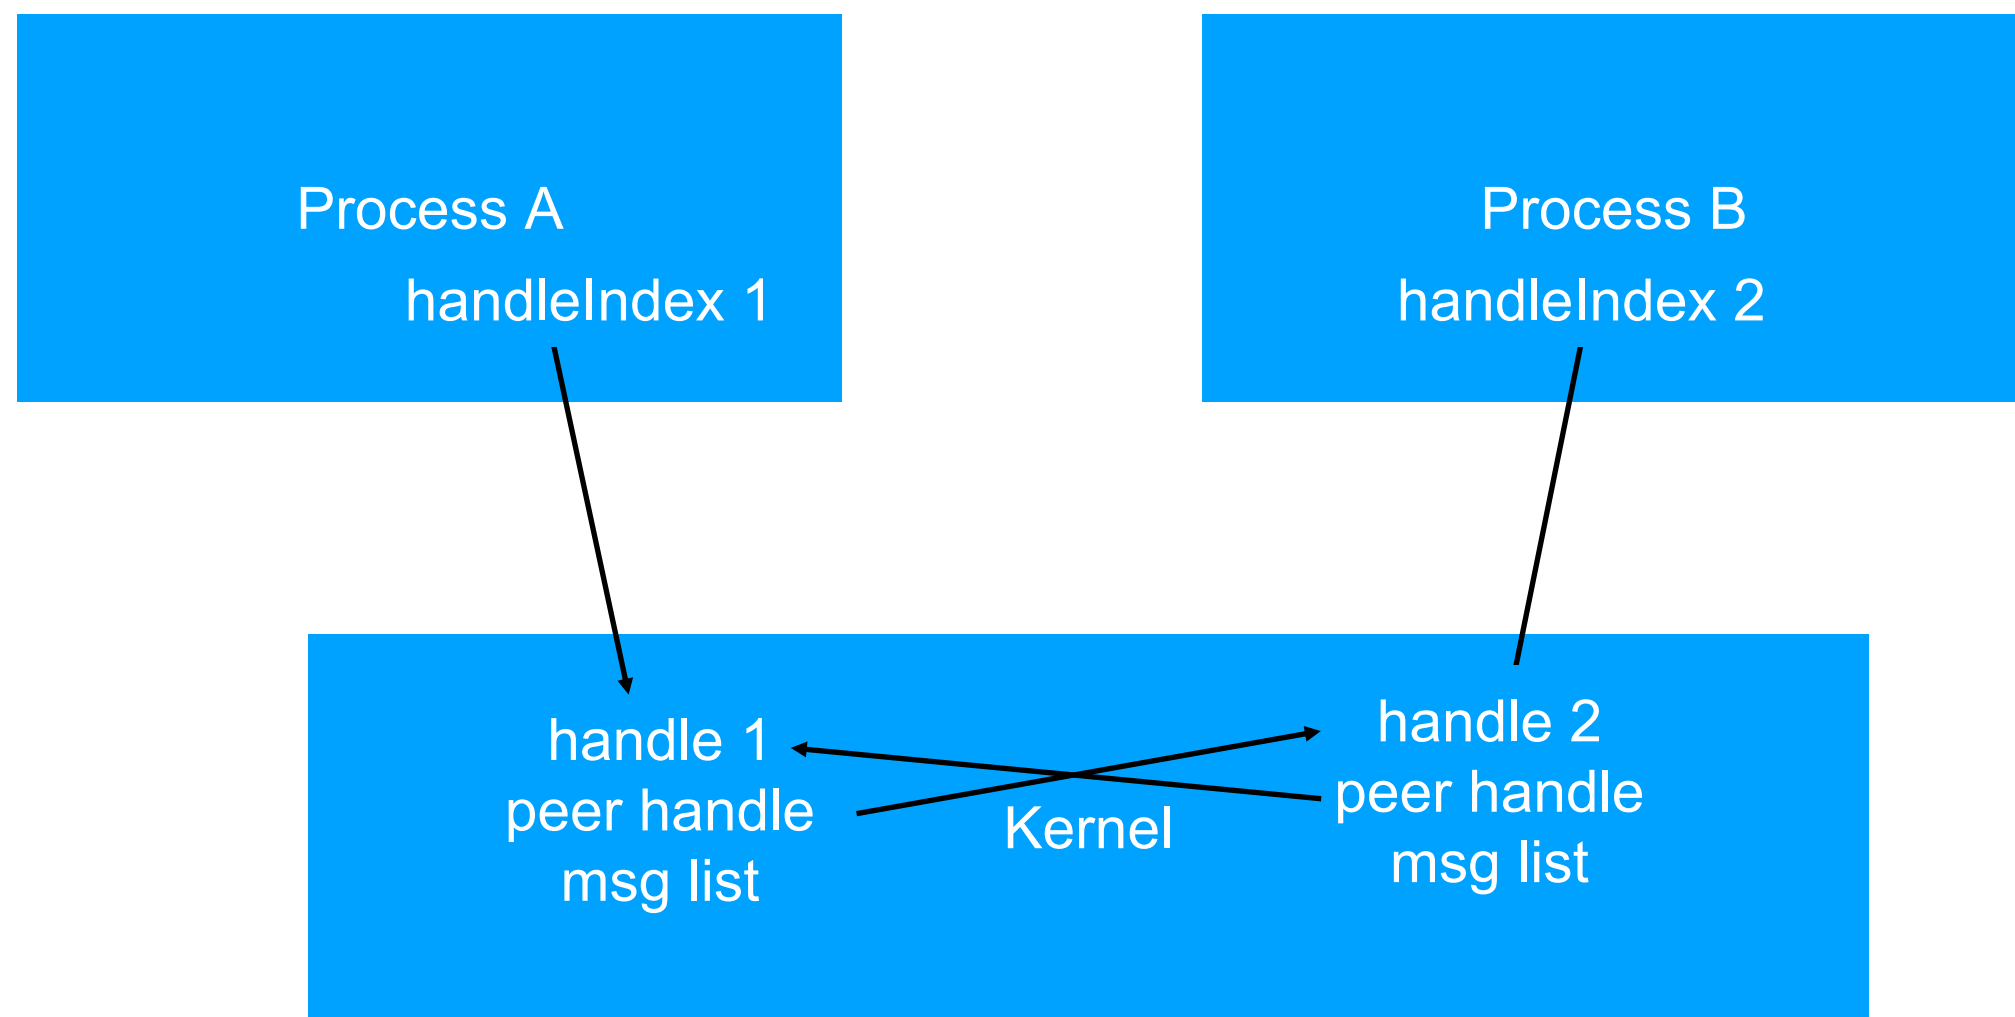 Process A
handleIndex 1
Process B
handleIndex 2
handle 1
peer handle
msg list
Kernel
handle 2
peer handle
msg list